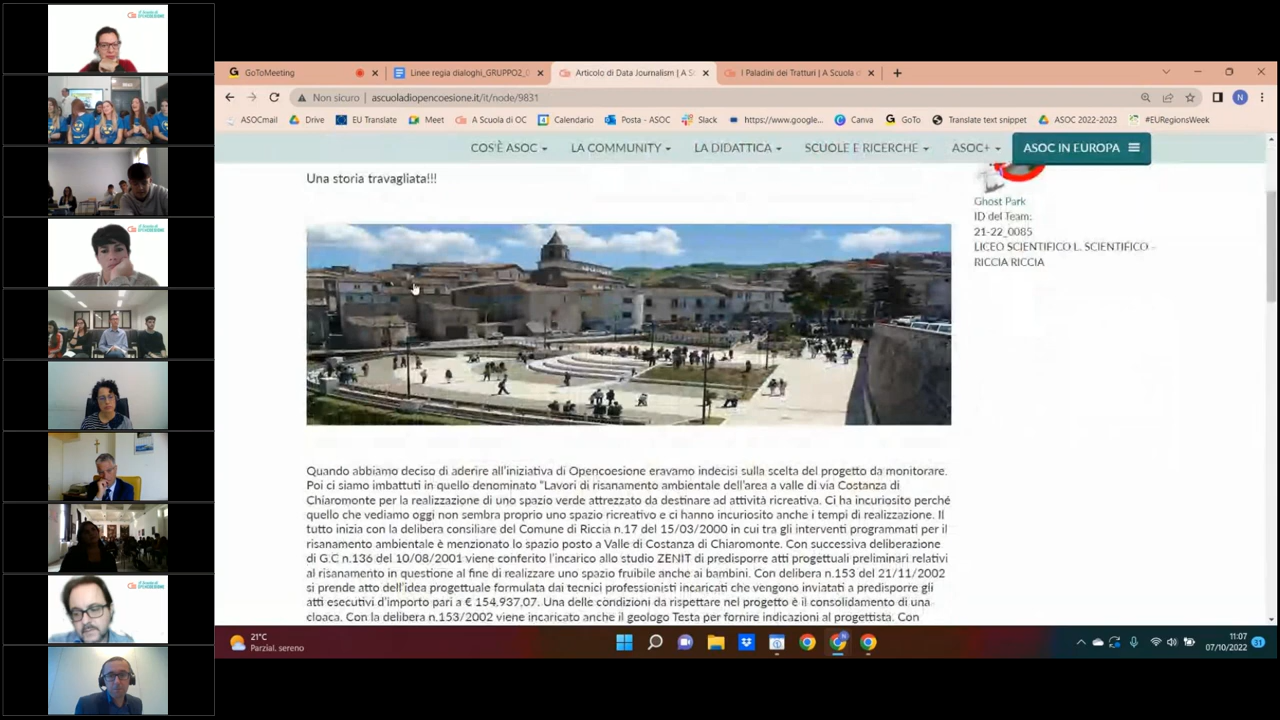 GoToMeeting
Linee regia dialoghi_GRUPPO2_
Articolo di Data Journalism | A S
I Paladini dei Tratturi | A Scuola d
Non sicuro | ascuoladiopencoesione.it/it/node/9831
N
ASOCmail
Drive
EU Translate
Meet
A Scuola di OC
Calendario
Posta - ASOC
Slack
https://www.google...
Canva
GoTo
Translate text snippet
ASOC 2022-2023
#EURegionsWeek
COS'È ASOC
LA COMMUNITY
LA DIDATTICA
SCUOLE E RICERCHE
ASOC+
ASOC IN EUROPA
Una storia travagliata!!!
Ghost Park
ID del Team:
21-22_0085
LICEO SCIENTIFICO L. SCIENTIFICO -
RICCIA RICCIA
Quando abbiamo deciso di aderire all'iniziativa di Opencoesione eravamo indecisi sulla scelta del progetto da monitorare.
Poi ci siamo imbattuti in quello denominato "Lavori di risanamento ambientale dell'area a valle di via Costanza di
Chiaromonte per la realizzazione di uno spazio verde attrezzato da destinare ad attività ricreativa. Ci ha incuriosito perché
quello che vediamo oggi non sembra proprio uno spazio ricreativo e ci hanno incuriosito anche i tempi di realizzazione. Il
tutto inizia con la delibera consiliare del Comune di Riccia n.17 del 15/03/2000 in cui tra gli interventi programmati per il
risanamento ambientale è menzionato lo spazio posto a Valle di Costanza di Chiaromonte. Con successiva deliberazione
di G.C n.136 del 10/08/2001 viene conferito l'incarico allo studio ZENIT di predisporre atti progettuali preliminari relativi
al risanamento in questione al fine di realizzare uno spazio fruibile anche ai bambini. Con delibera n.153 del 21/11/2002
si prende atto dell'idea progettuale formulata dai tecnici professionisti incaricati che vengono inviatati a predisporre gli
atti esecutivi d'importo pari a € 154.937,07. Una delle condizioni da rispettare nel progetto è il consolidamento di una
cloaca. Con la delibera n.153/2002 viene incaricato anche il geologo Testa per fornire indicazioni al progettista. Con
21°C
Parzial. sereno
11:07
07/10/2022
31